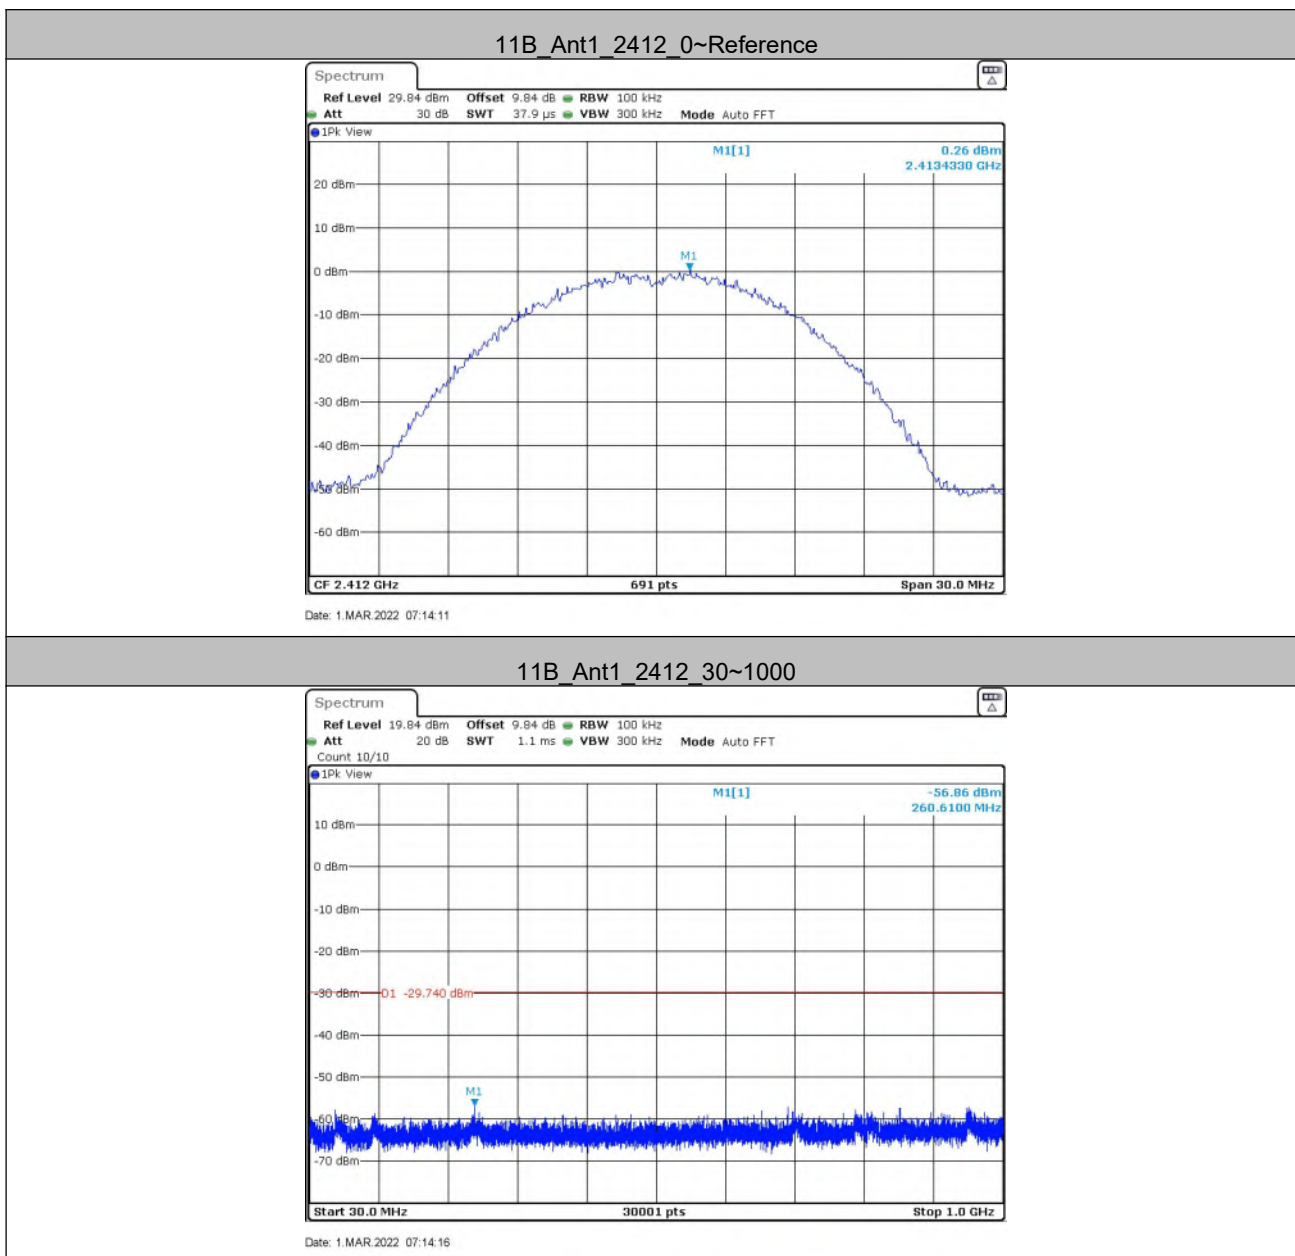 11B_Ant1_2412_0~Reference
Spectrum
Ref Level 29.84 dBm Offset 9.84 dB RBW 100 kHz
Att 30 dB SWT 37.9 µs VBW 300 kHz Mode Auto FFT
1Pk View
M1[1] 0.26 dBm
2.4134330 GHz
20 dBm
10 dBm
M1
0 dBm
-10 dBm
-20 dBm
-30 dBm
-40 dBm
-50 dBm
-60 dBm
CF 2.412 GHz 691 pts Span 30.0 MHz
Date: 1.MAR.2022 07:14:11
11B_Ant1_2412_30~1000
Spectrum
Ref Level 19.84 dBm Offset 9.84 dB RBW 100 kHz
Att 20 dB SWT 1.1 ms VBW 300 kHz Mode Auto FFT
Count 10/10
1Pk View
M1[1] -56.86 dBm
260.6100 MHz
10 dBm
0 dBm
-10 dBm
-20 dBm
-30 dBm D1 -29.740 dBm
-40 dBm
-50 dBm
M1
-60 dBm
-70 dBm
Start 30.0 MHz 30001 pts Stop 1.0 GHz
Date: 1.MAR.2022 07:14:16